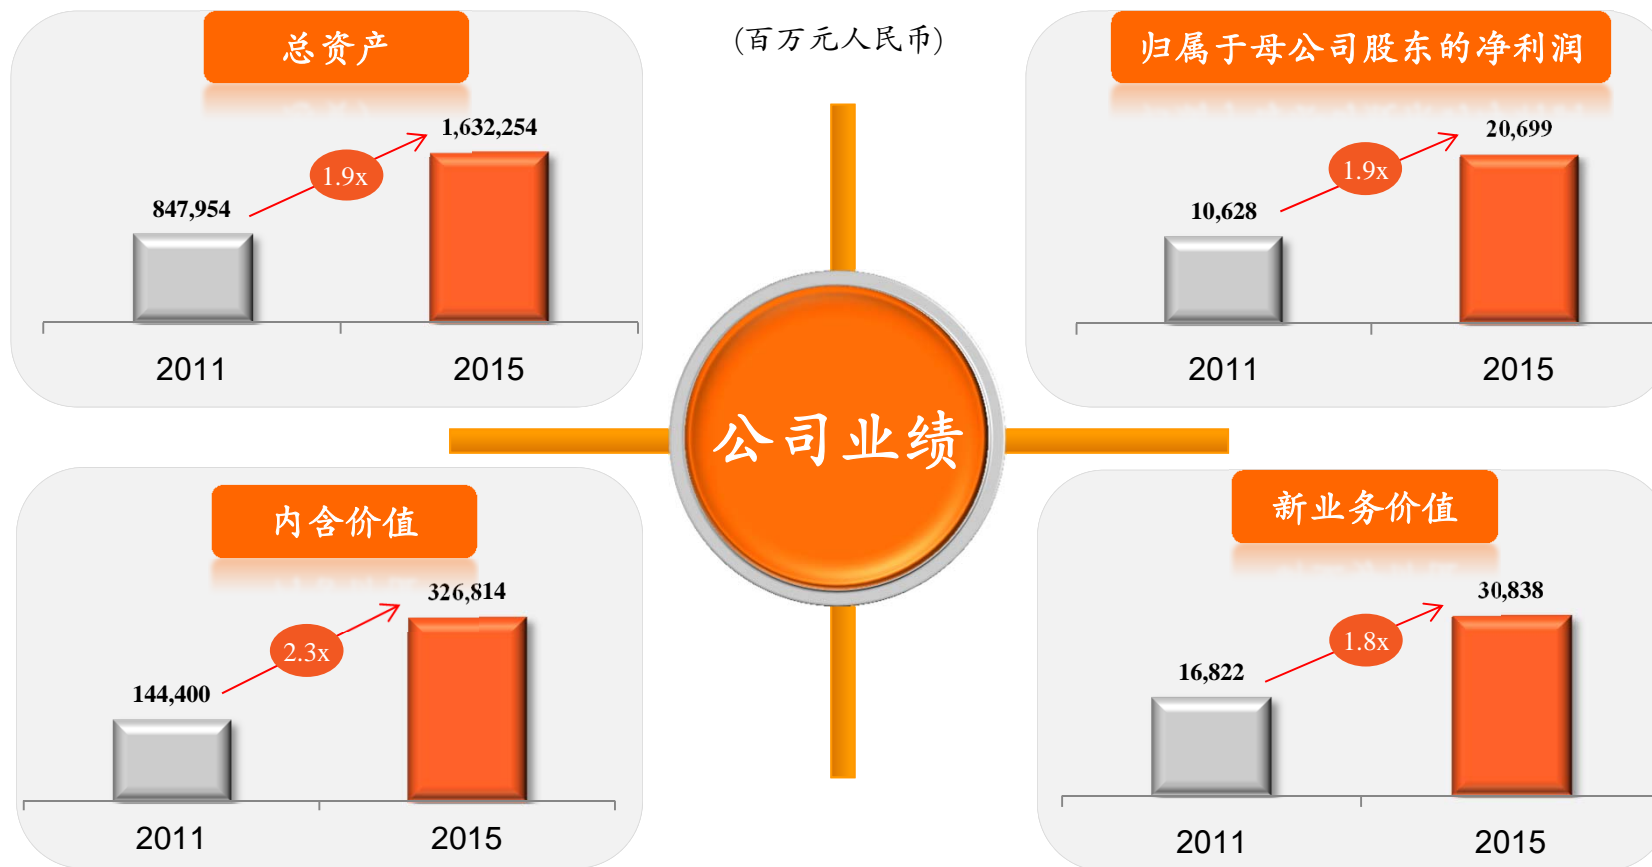 (百万元人民币)
总资产
1,632,254
1.9x
847,954
2011
2015
归属于母公司股东的净利润
20,699
1.9x
10,628
2011
2015
公司业绩
内含价值
326,814
2.3x
144,400
2011
2015
新业务价值
30,838
1.8x
16,822
2011
2015